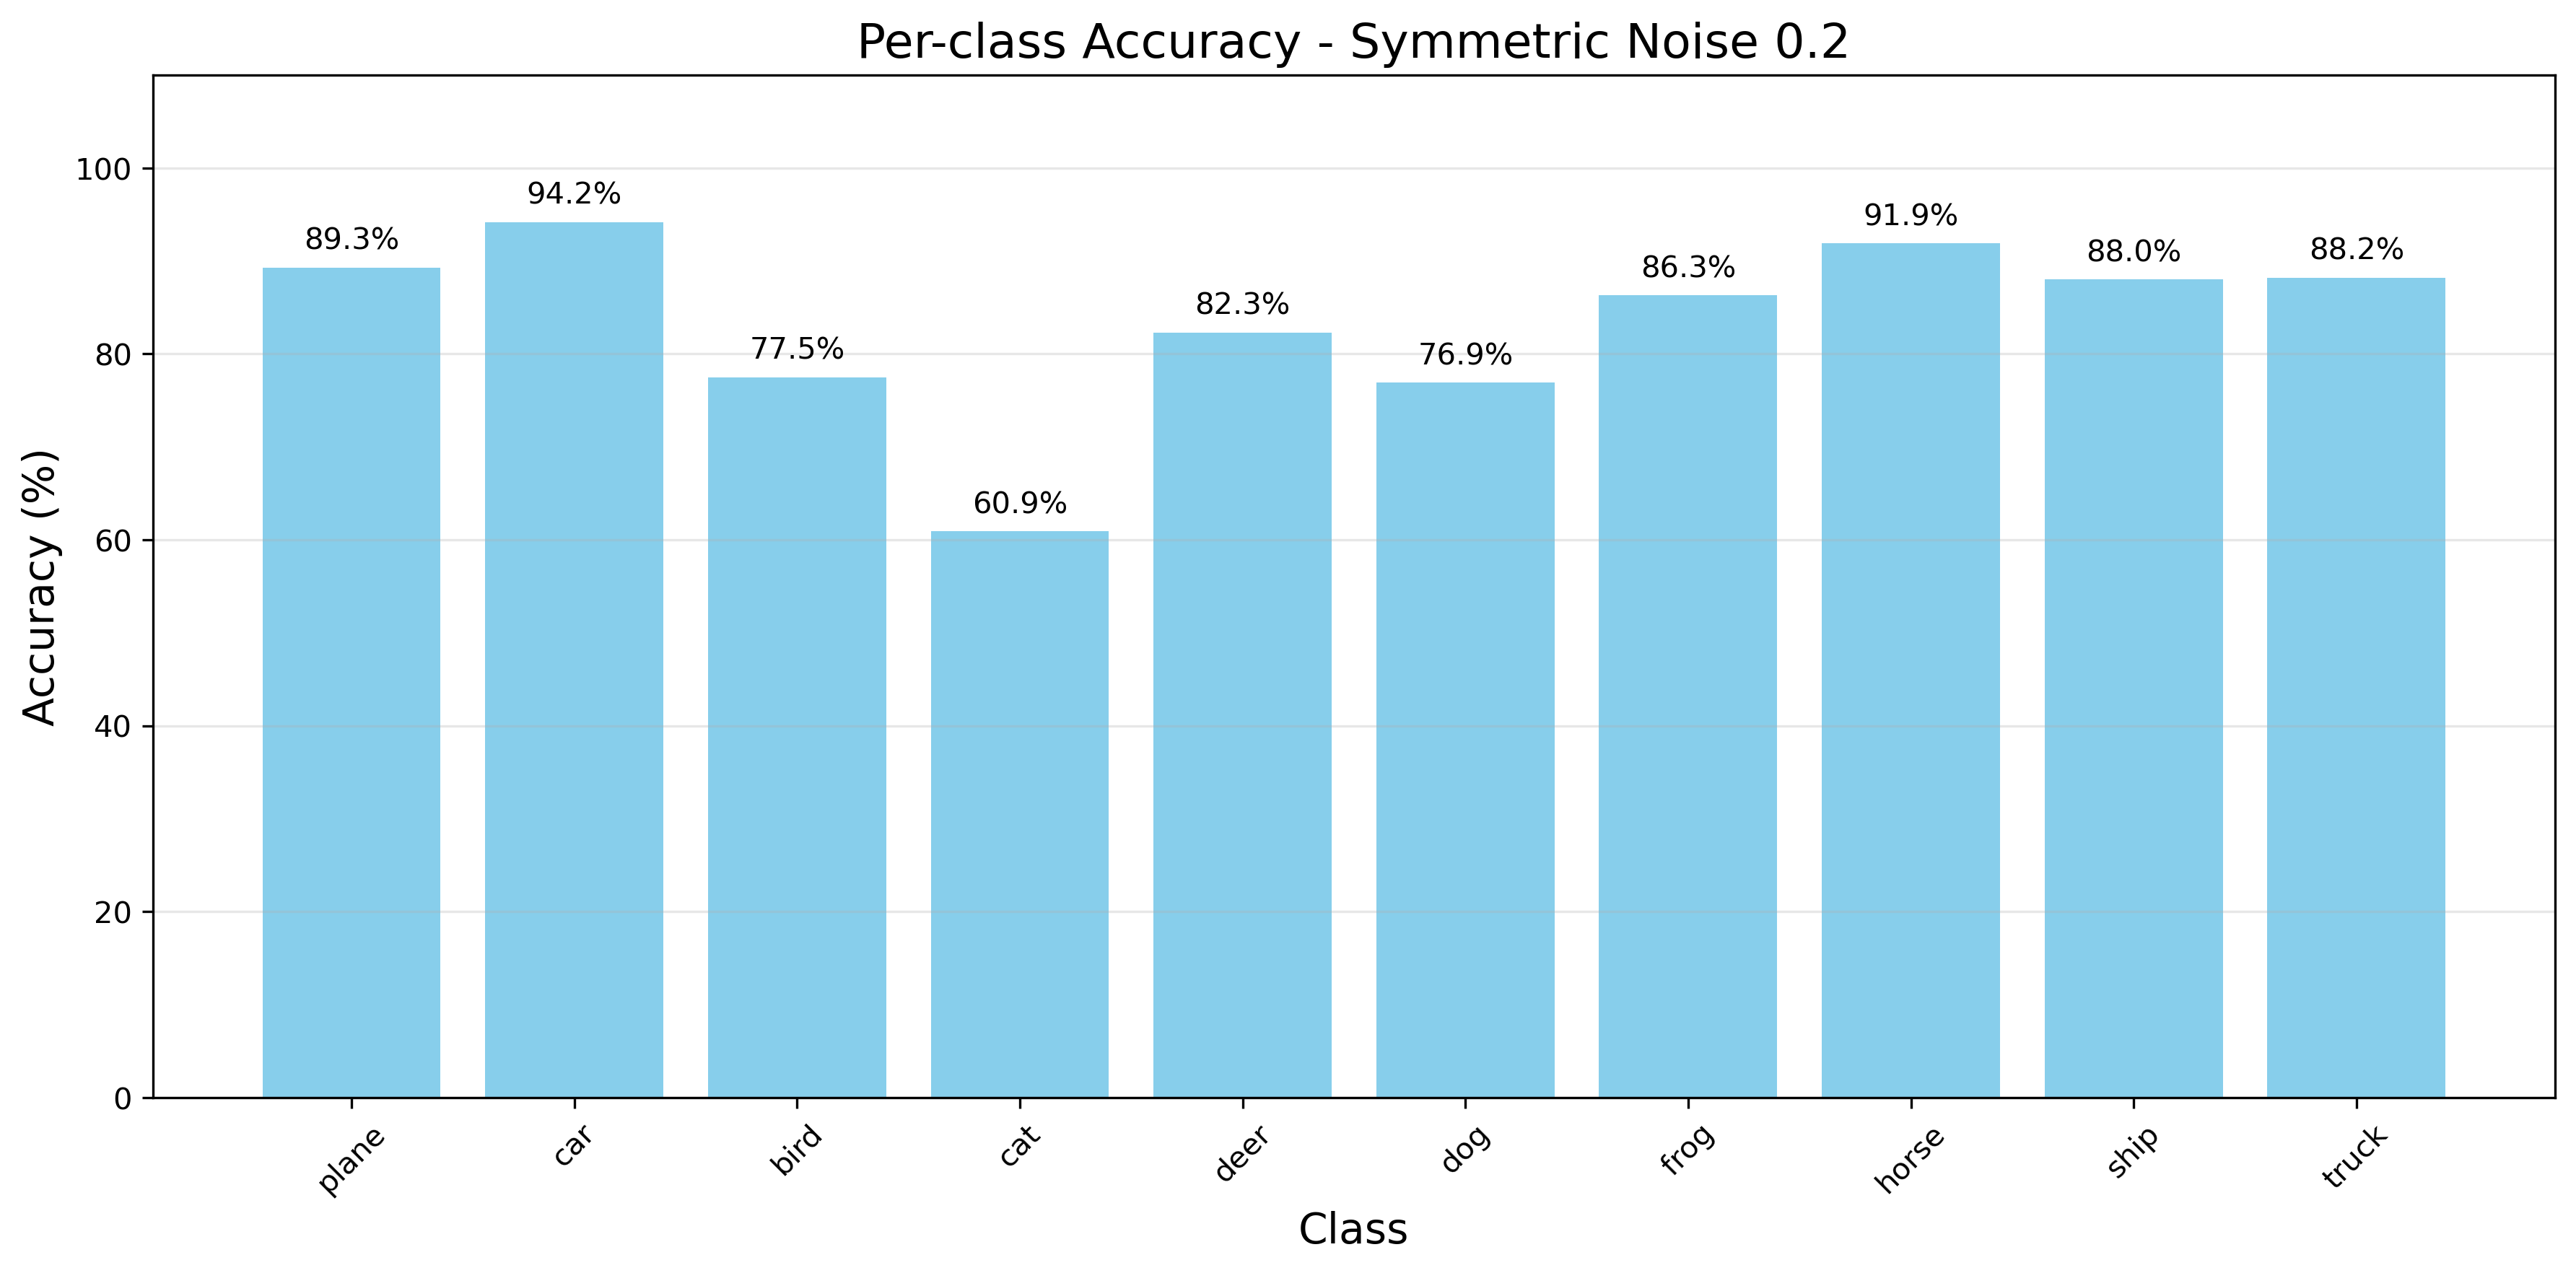 Per-class Accuracy - Symmetric Noise 0.2
Accuracy (%)
100
80
60
40
20
0
89.3%
94.2%
77.5%
60.9%
82.3%
76.9%
86.3%
91.9%
88.0%
88.2%
plane
car
bird
cat
deer
dog
frog
horse
ship
truck
Class